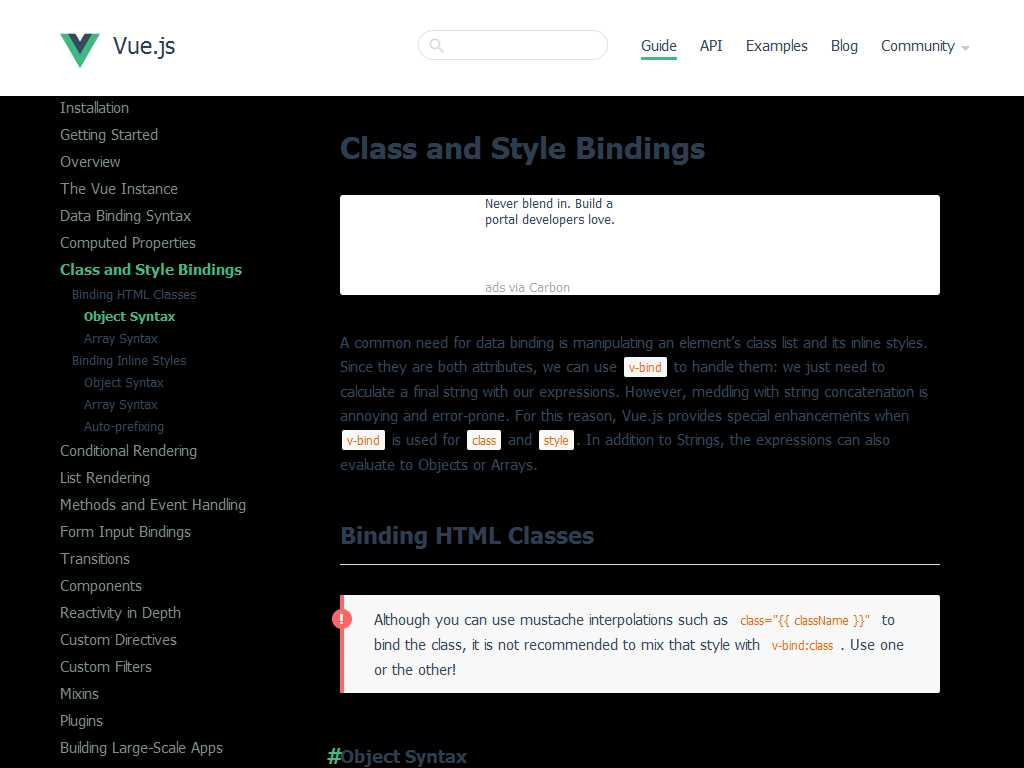 Vue.js
Guide API Examples Blog Community
Installation
Getting Started
Overview
The Vue Instance
Data Binding Syntax
Computed Properties
Class and Style Bindings
Binding HTML Classes
Object Syntax
Array Syntax
Binding Inline Styles
Object Syntax
Array Syntax
Auto-prefixing
Conditional Rendering
List Rendering
Methods and Event Handling
Form Input Bindings
Transitions
Components
Reactivity in Depth
Custom Directives
Custom Filters
Mixins
Plugins
Building Large-Scale Apps
Class and Style Bindings
Never blend in. Build a
portal developers love.
ads via Carbon
A common need for data binding is manipulating an element’s class list and its inline styles.
Since they are both attributes, we can use v-bind to handle them: we just need to
calculate a final string with our expressions. However, meddling with string concatenation is
annoying and error-prone. For this reason, Vue.js provides special enhancements when
v-bind is used for class and style. In addition to Strings, the expressions can also
evaluate to Objects or Arrays.
Binding HTML Classes
!
Although you can use mustache interpolations such as class="{{ className }}" to
bind the class, it is not recommended to mix that style with v-bind:class . Use one
or the other!
#Object Syntax